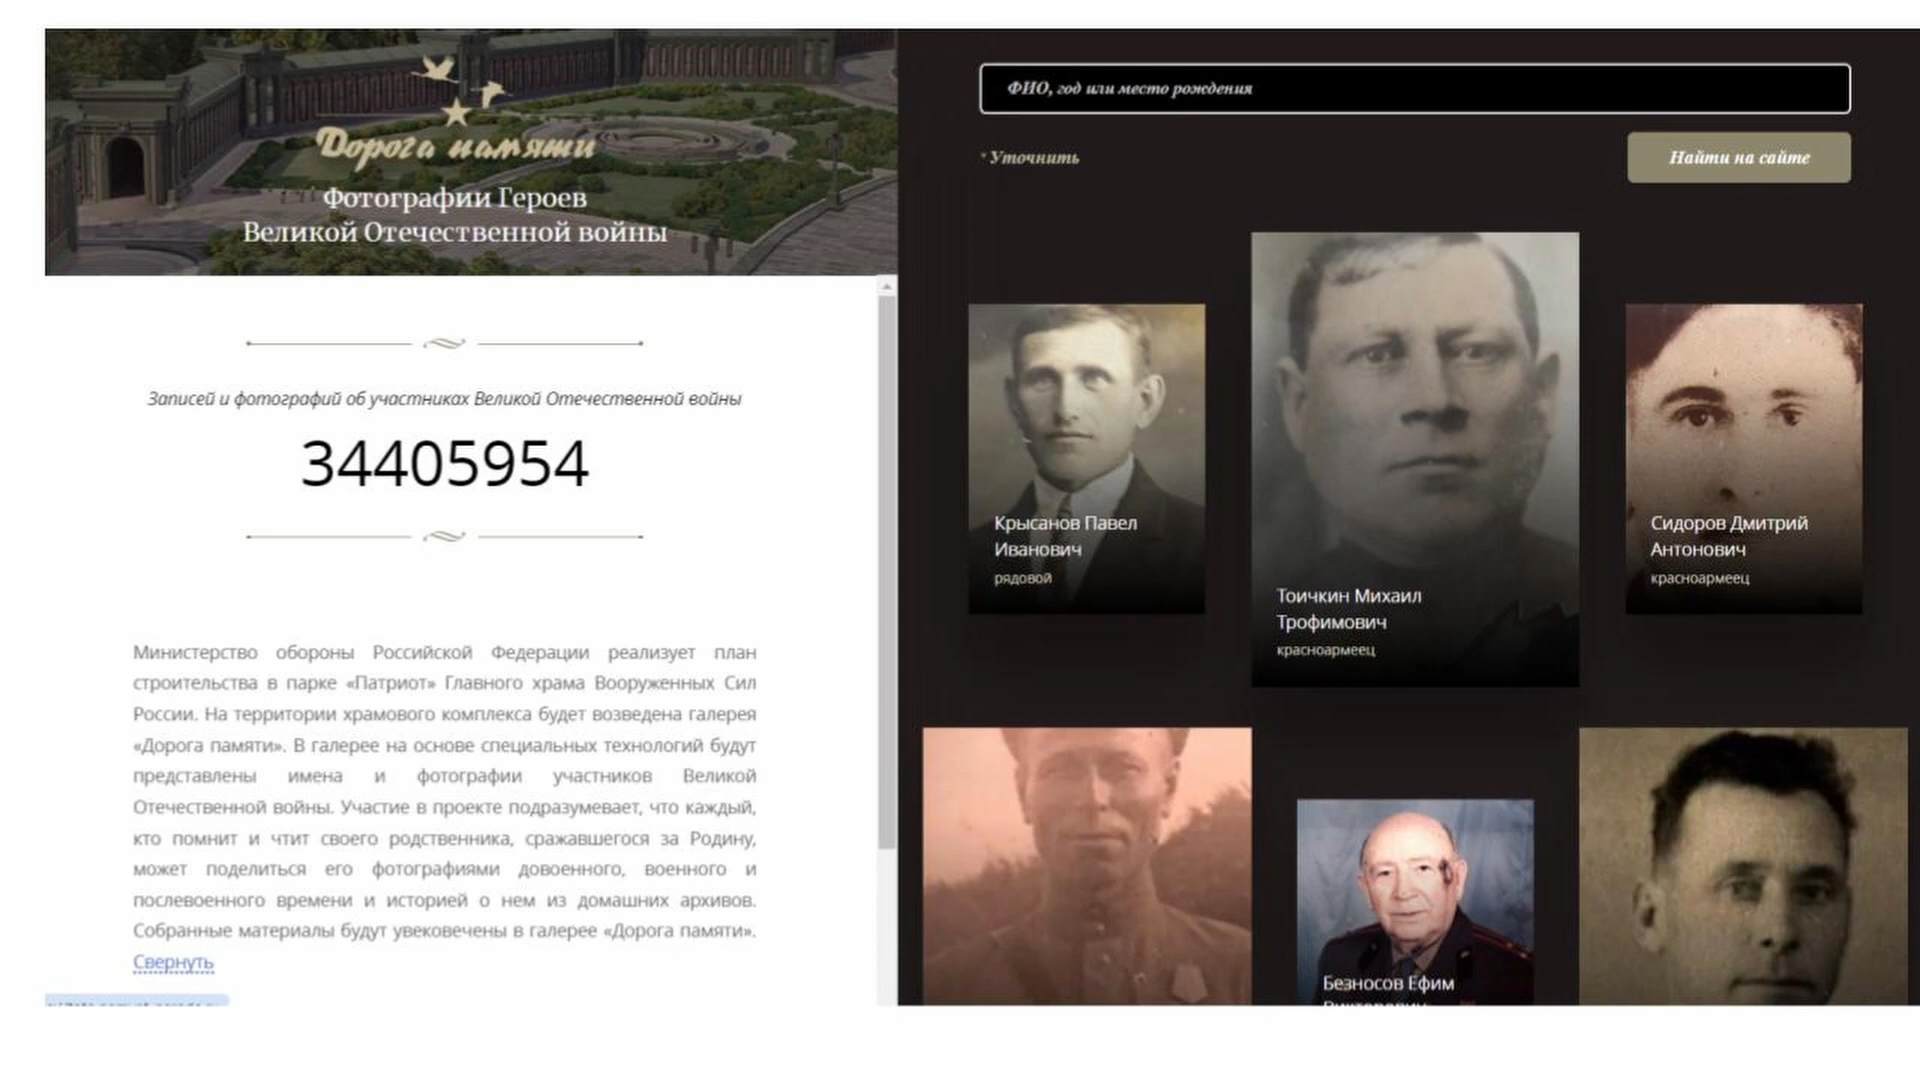 Дорога памяти
Фотографии Героев
Великой Отечественной войны
Записей и фотографий об участниках Великой Отечественной войны
34405954
Министерство обороны Российской Федерации реализует план
строительства в парке «Патриот» Главного храма Вооруженных Сил
России. На территории храмового комплекса будет возведена галерея
«Дорога памяти». В галерее на основе специальных технологий будут
представлены имена и фотографии участников Великой
Отечественной войны. Участие в проекте подразумевает, что каждый,
кто помнит и чтит своего родственника, сражавшегося за Родину,
может поделиться его фотографиями довоенного, военного и
послевоенного времени и историей о нем из домашних архивов.
Собранные материалы будут увековечены в галерее «Дорога памяти».
Свернуть
ФИО, год или место рождения
Уточнить
Найти на сайте
Крысанов Павел
Иванович
рядовой
Тоичкин Михаил
Трофимович
красноармеец
Сидоров Дмитрий
Антонович
красноармеец
Безносов Ефим